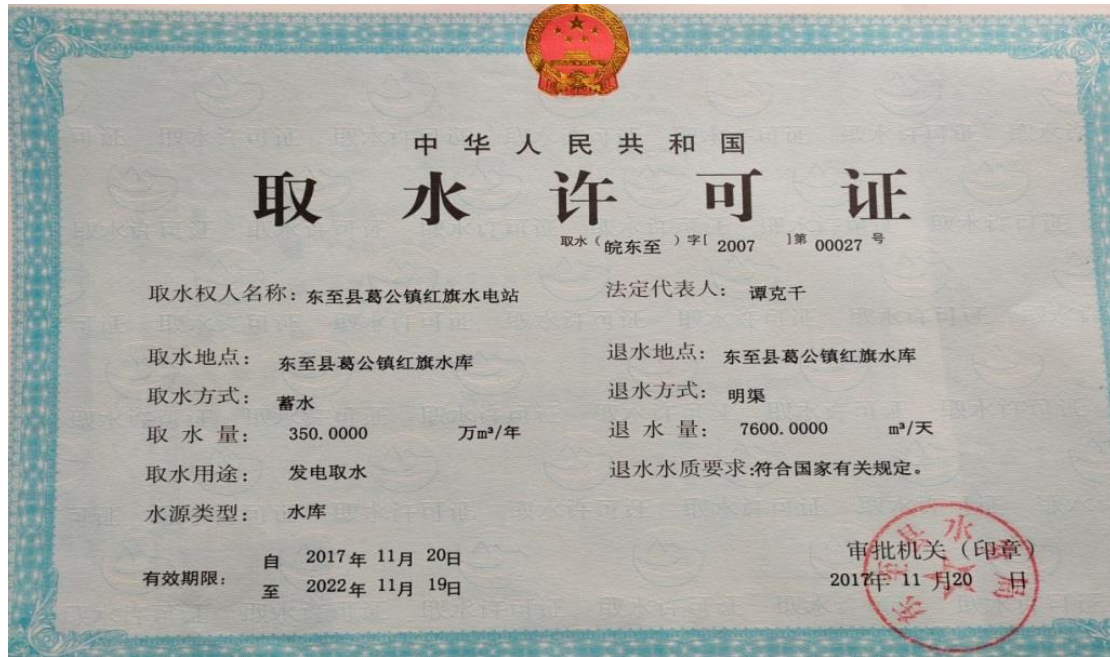 中华人民共和国
取水许可证
取水（皖东至）字[2007]第00027号
取水权人名称：东至县葛公镇红旗水电站 法定代表人：谭克千
取水地点：东至县葛公镇红旗水库 退水地点：东至县葛公镇红旗水库
取水方式：蓄水 退水方式：明渠
取水量：350.0000 万m³/年 退水量：7600.0000 m³/天
取水用途：发电取水 退水水质要求:符合国家有关规定。
水源类型：水库
审批机关（印章）
有效期限：自 2017年 11月 20日
至 2022年 11月 19日
2017年 11 月20 日
东至县水利局